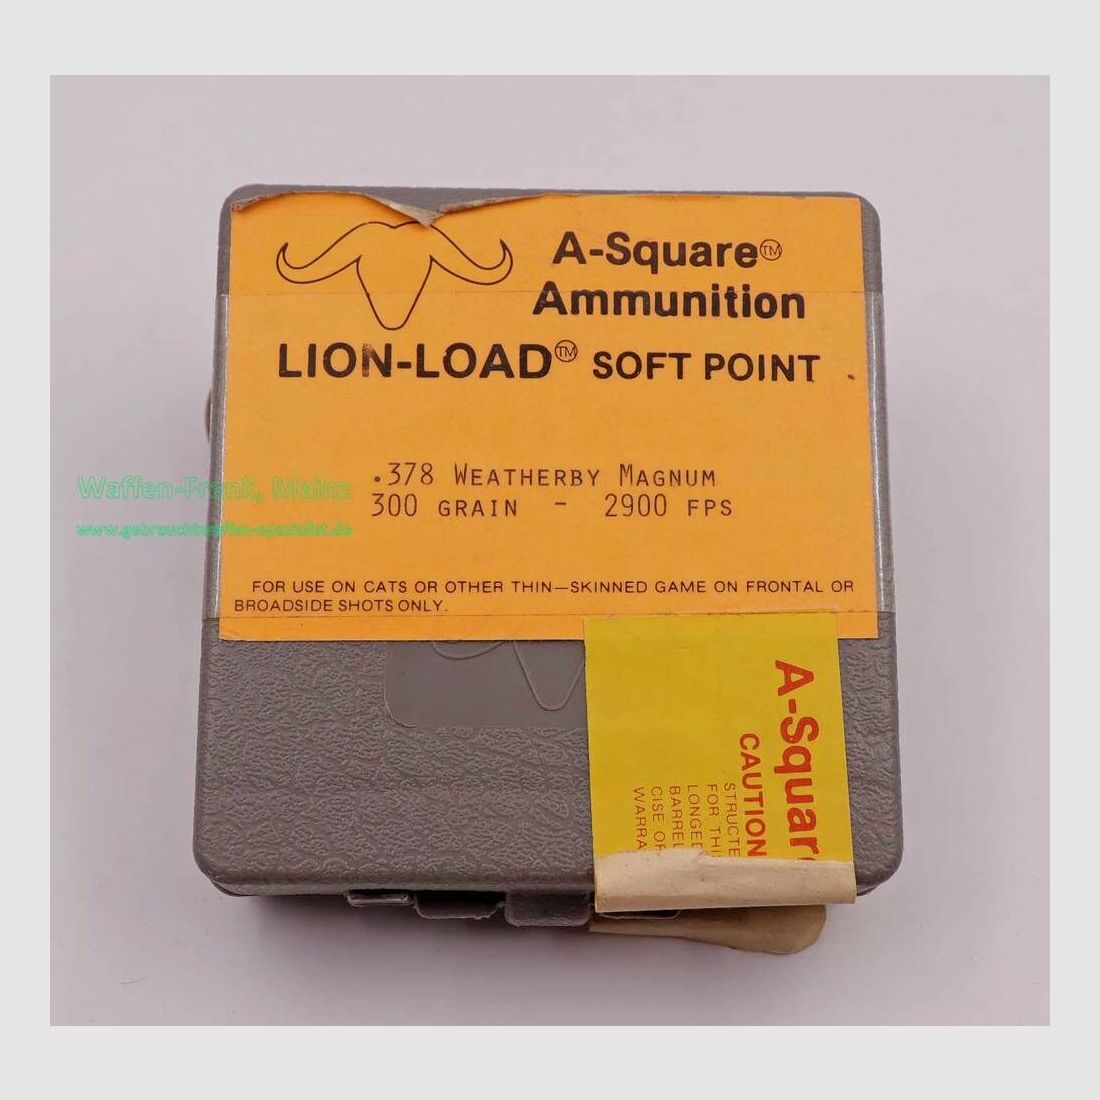 A-Square™
Ammunition
LION-LOAD™ SOFT POINT
.378 WEATHERBY MAGNUM
300 GRAIN - 2900 FPS
Waffen-Frank, Mainz
www.gebrauchtwaffen-spezialist.de
FOR USE ON CATS OR OTHER THIN—SKINNED GAME ON FRONTAL OR
BROADSIDE SHOTS ONLY.
A-Square
CAUTION
STRUCTE
FOR THI
LONGED
BARREL
CISE OF
WARRA